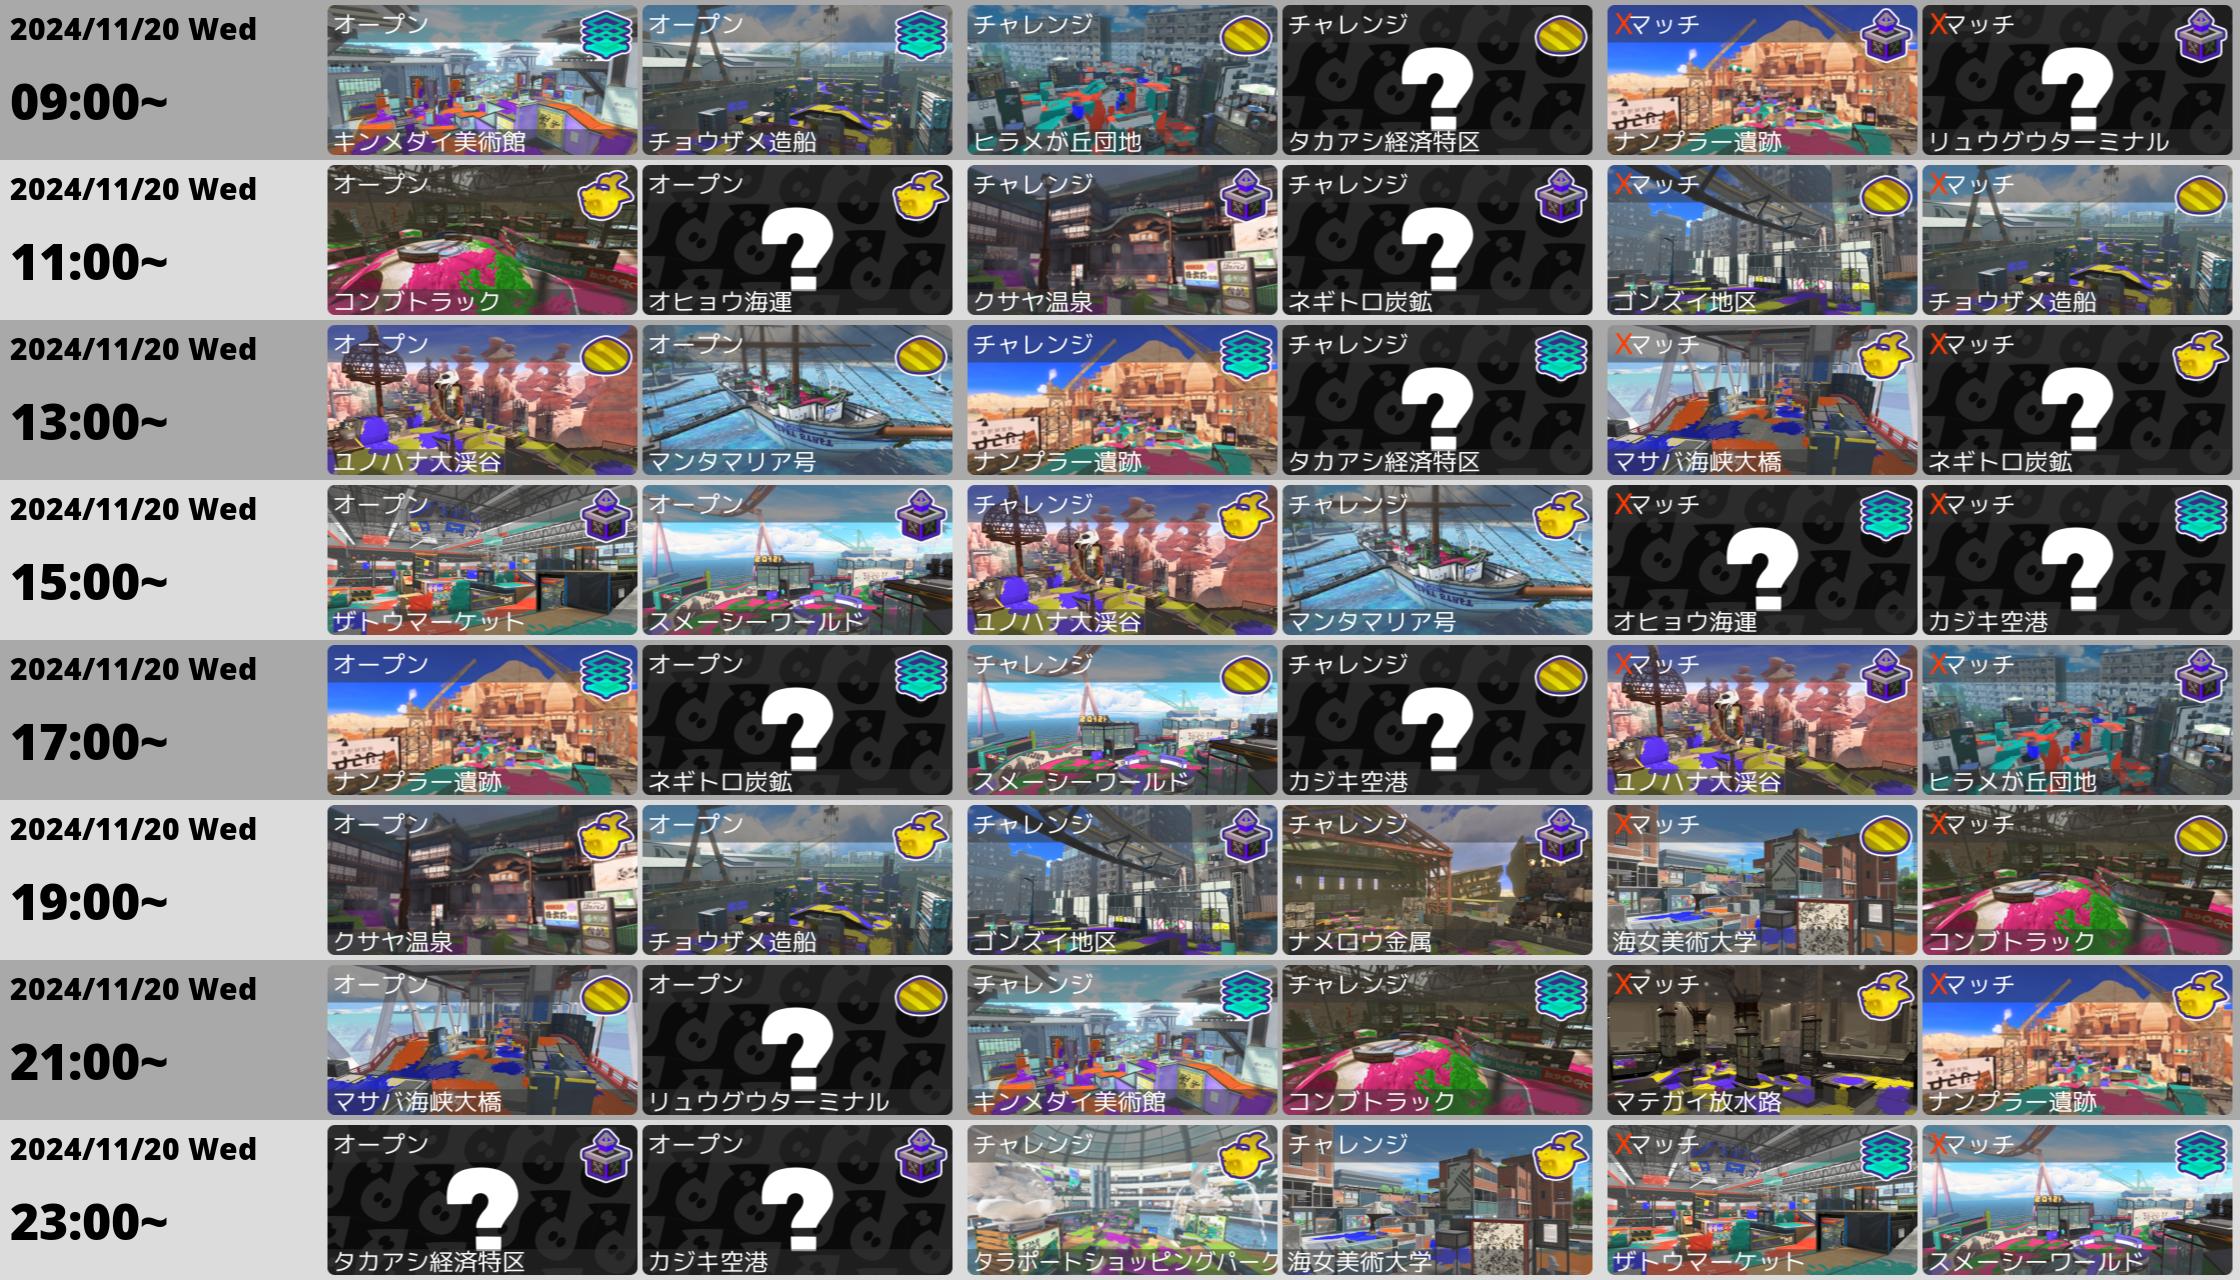 2024/11/20 Wed
09:00~
オープン
キンメダイ美術館
オープン
チョウザメ造船
チャレンジ
ヒラメが丘団地
チャレンジ
?
タカアシ経済特区
Xマッチ
ナンプラー遺跡
Xマッチ
?
リュウグウターミナル
2024/11/20 Wed
11:00~
オープン
コンブトラック
オープン
?
オヒョウ海運
チャレンジ
クサヤ温泉
チャレンジ
?
ネギトロ炭鉱
Xマッチ
ゴンズイ地区
Xマッチ
チョウザメ造船
2024/11/20 Wed
13:00~
オープン
ユノハナ大渓谷
オープン
マンタマリア号
チャレンジ
ナンプラー遺跡
チャレンジ
?
タカアシ経済特区
Xマッチ
マサバ海峡大橋
Xマッチ
?
ネギトロ炭鉱
2024/11/20 Wed
15:00~
オープン
ザトウマーケット
オープン
スメーシーワールド
チャレンジ
ユノハナ大渓谷
チャレンジ
マンタマリア号
Xマッチ
?
オヒョウ海運
Xマッチ
?
カジキ空港
2024/11/20 Wed
17:00~
オープン
ナンプラー遺跡
オープン
?
ネギトロ炭鉱
チャレンジ
スメーシーワールド
チャレンジ
?
カジキ空港
Xマッチ
ユノハナ大渓谷
Xマッチ
ヒラメが丘団地
2024/11/20 Wed
19:00~
オープン
クサヤ温泉
オープン
チョウザメ造船
チャレンジ
ゴンズイ地区
チャレンジ
ナメロウ金属
Xマッチ
海女美術大学
Xマッチ
コンブトラック
2024/11/20 Wed
21:00~
オープン
マサバ海峡大橋
オープン
?
リュウグウターミナル
チャレンジ
キンメダイ美術館
チャレンジ
コンブトラック
Xマッチ
マテガイ放水路
Xマッチ
ナンプラー遺跡
2024/11/20 Wed
23:00~
オープン
?
タカアシ経済特区
オープン
?
カジキ空港
チャレンジ
タラポートショッピングパーク
チャレンジ
海女美術大学
Xマッチ
ザトウマーケット
Xマッチ
スメーシーワールド